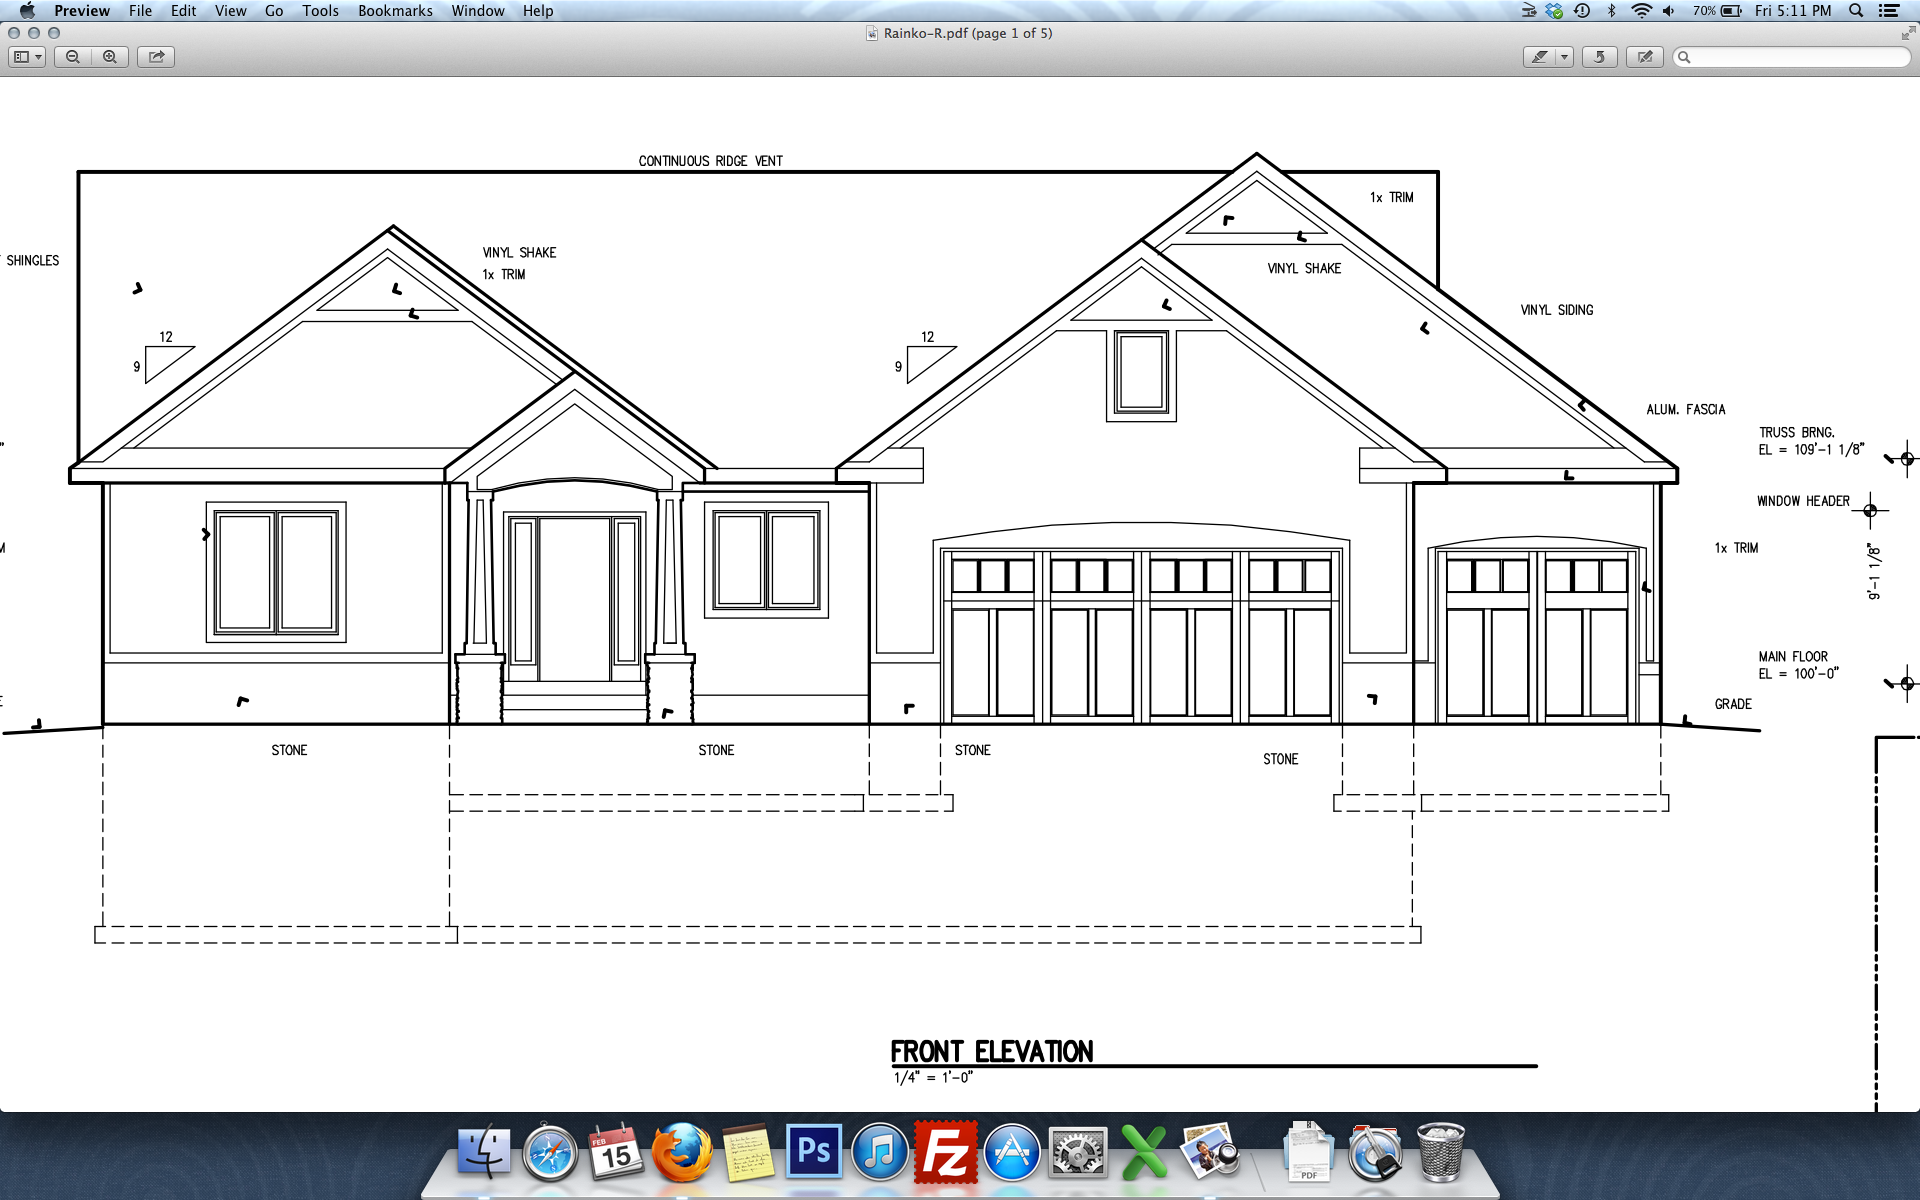 Preview File Edit View Go Tools Bookmarks Window Help
70% Fri 5:11 PM
Rainko-R.pdf (page 1 of 5)
CONTINUOUS RIDGE VENT
1x TRIM
VINYL SHAKE
1x TRIM
SHINGLES
VINYL SHAKE
VINYL SIDING
12
9
12
9
ALUM. FASCIA
TRUSS BRNG.
EL = 109'-1 1/8"
WINDOW HEADER
1x TRIM
9'-1 1/8"
MAIN FLOOR
EL = 100'-0"
GRADE
STONE
STONE
STONE
STONE
FRONT ELEVATION
1/4" = 1'-0"
FEB
15
Ps
Fz
PDF